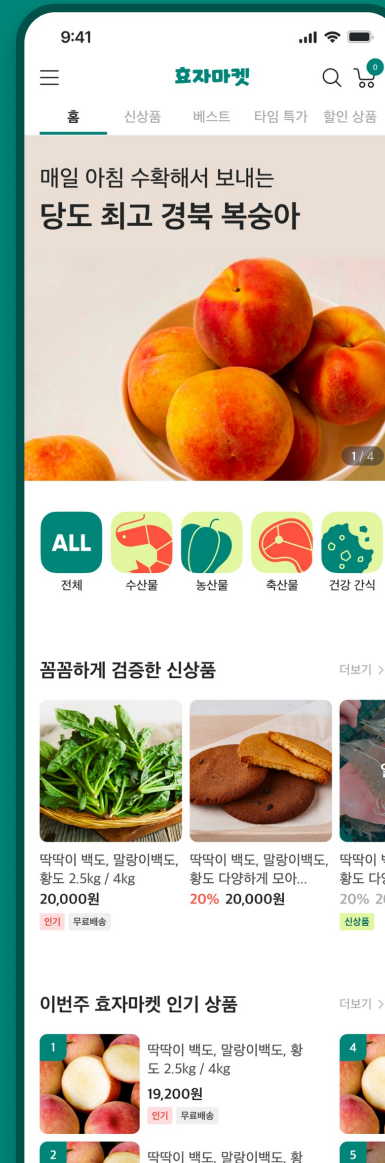 9:41
효자마켓
0
홈 신상품 베스트 타임 특가 할인 상품
매일 아침 수확해서 보내는
당도 최고 경북 복숭아
1 / 4
ALL
전체 수산물 농산물 축산물 건강 간식
꼼꼼하게 검증한 신상품 더보기 >
딱딱이 백도, 말랑이백도,
황도 2.5kg / 4kg
20,000원
인기 무료배송
딱딱이 백도, 말랑이백도,
황도 다양하게 모아...
20% 20,000원
딱딱이
황도
20%
신상품
이번주 효자마켓 인기 상품 더보기 >
1
딱딱이 백도, 말랑이백도, 황
도 2.5kg / 4kg
19,200원
인기 무료배송
4
2
딱딱이 백도, 말랑이백도, 황
5